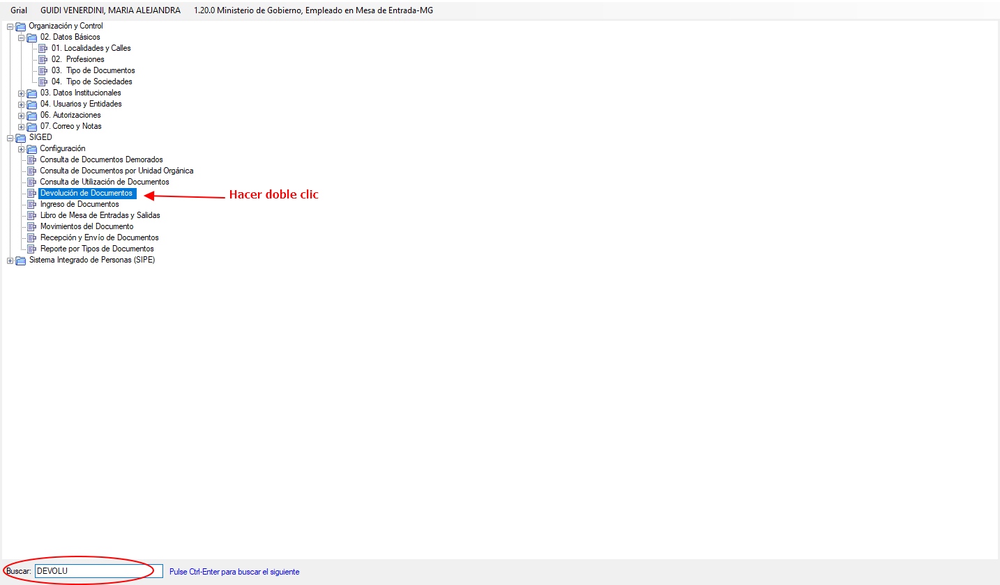 Grial GUIDI VENERDINI, MARIA ALEJANDRA 1.20.0 Ministerio de Gobierno, Empleado en Mesa de Entrada-MG
Organización y Control
02. Datos Básicos
01. Localidades y Calles
02. Profesiones
03. Tipo de Documentos
04. Tipo de Sociedades
03. Datos Institucionales
04. Usuarios y Entidades
06. Autorizaciones
07. Correo y Notas
SIGED
Configuración
Consulta de Documentos Demorados
Consulta de Documentos por Unidad Orgánica
Consulta de Utilización de Documentos
Devolución de Documentos Hacer doble clic
Ingreso de Documentos
Libro de Mesa de Entradas y Salidas
Movimientos del Documento
Recepción y Envío de Documentos
Reporte por Tipos de Documentos
Sistema Integrado de Personas (SIPE)
Buscar: DEVOLU Pulse Ctrl-Enter para buscar el siguiente